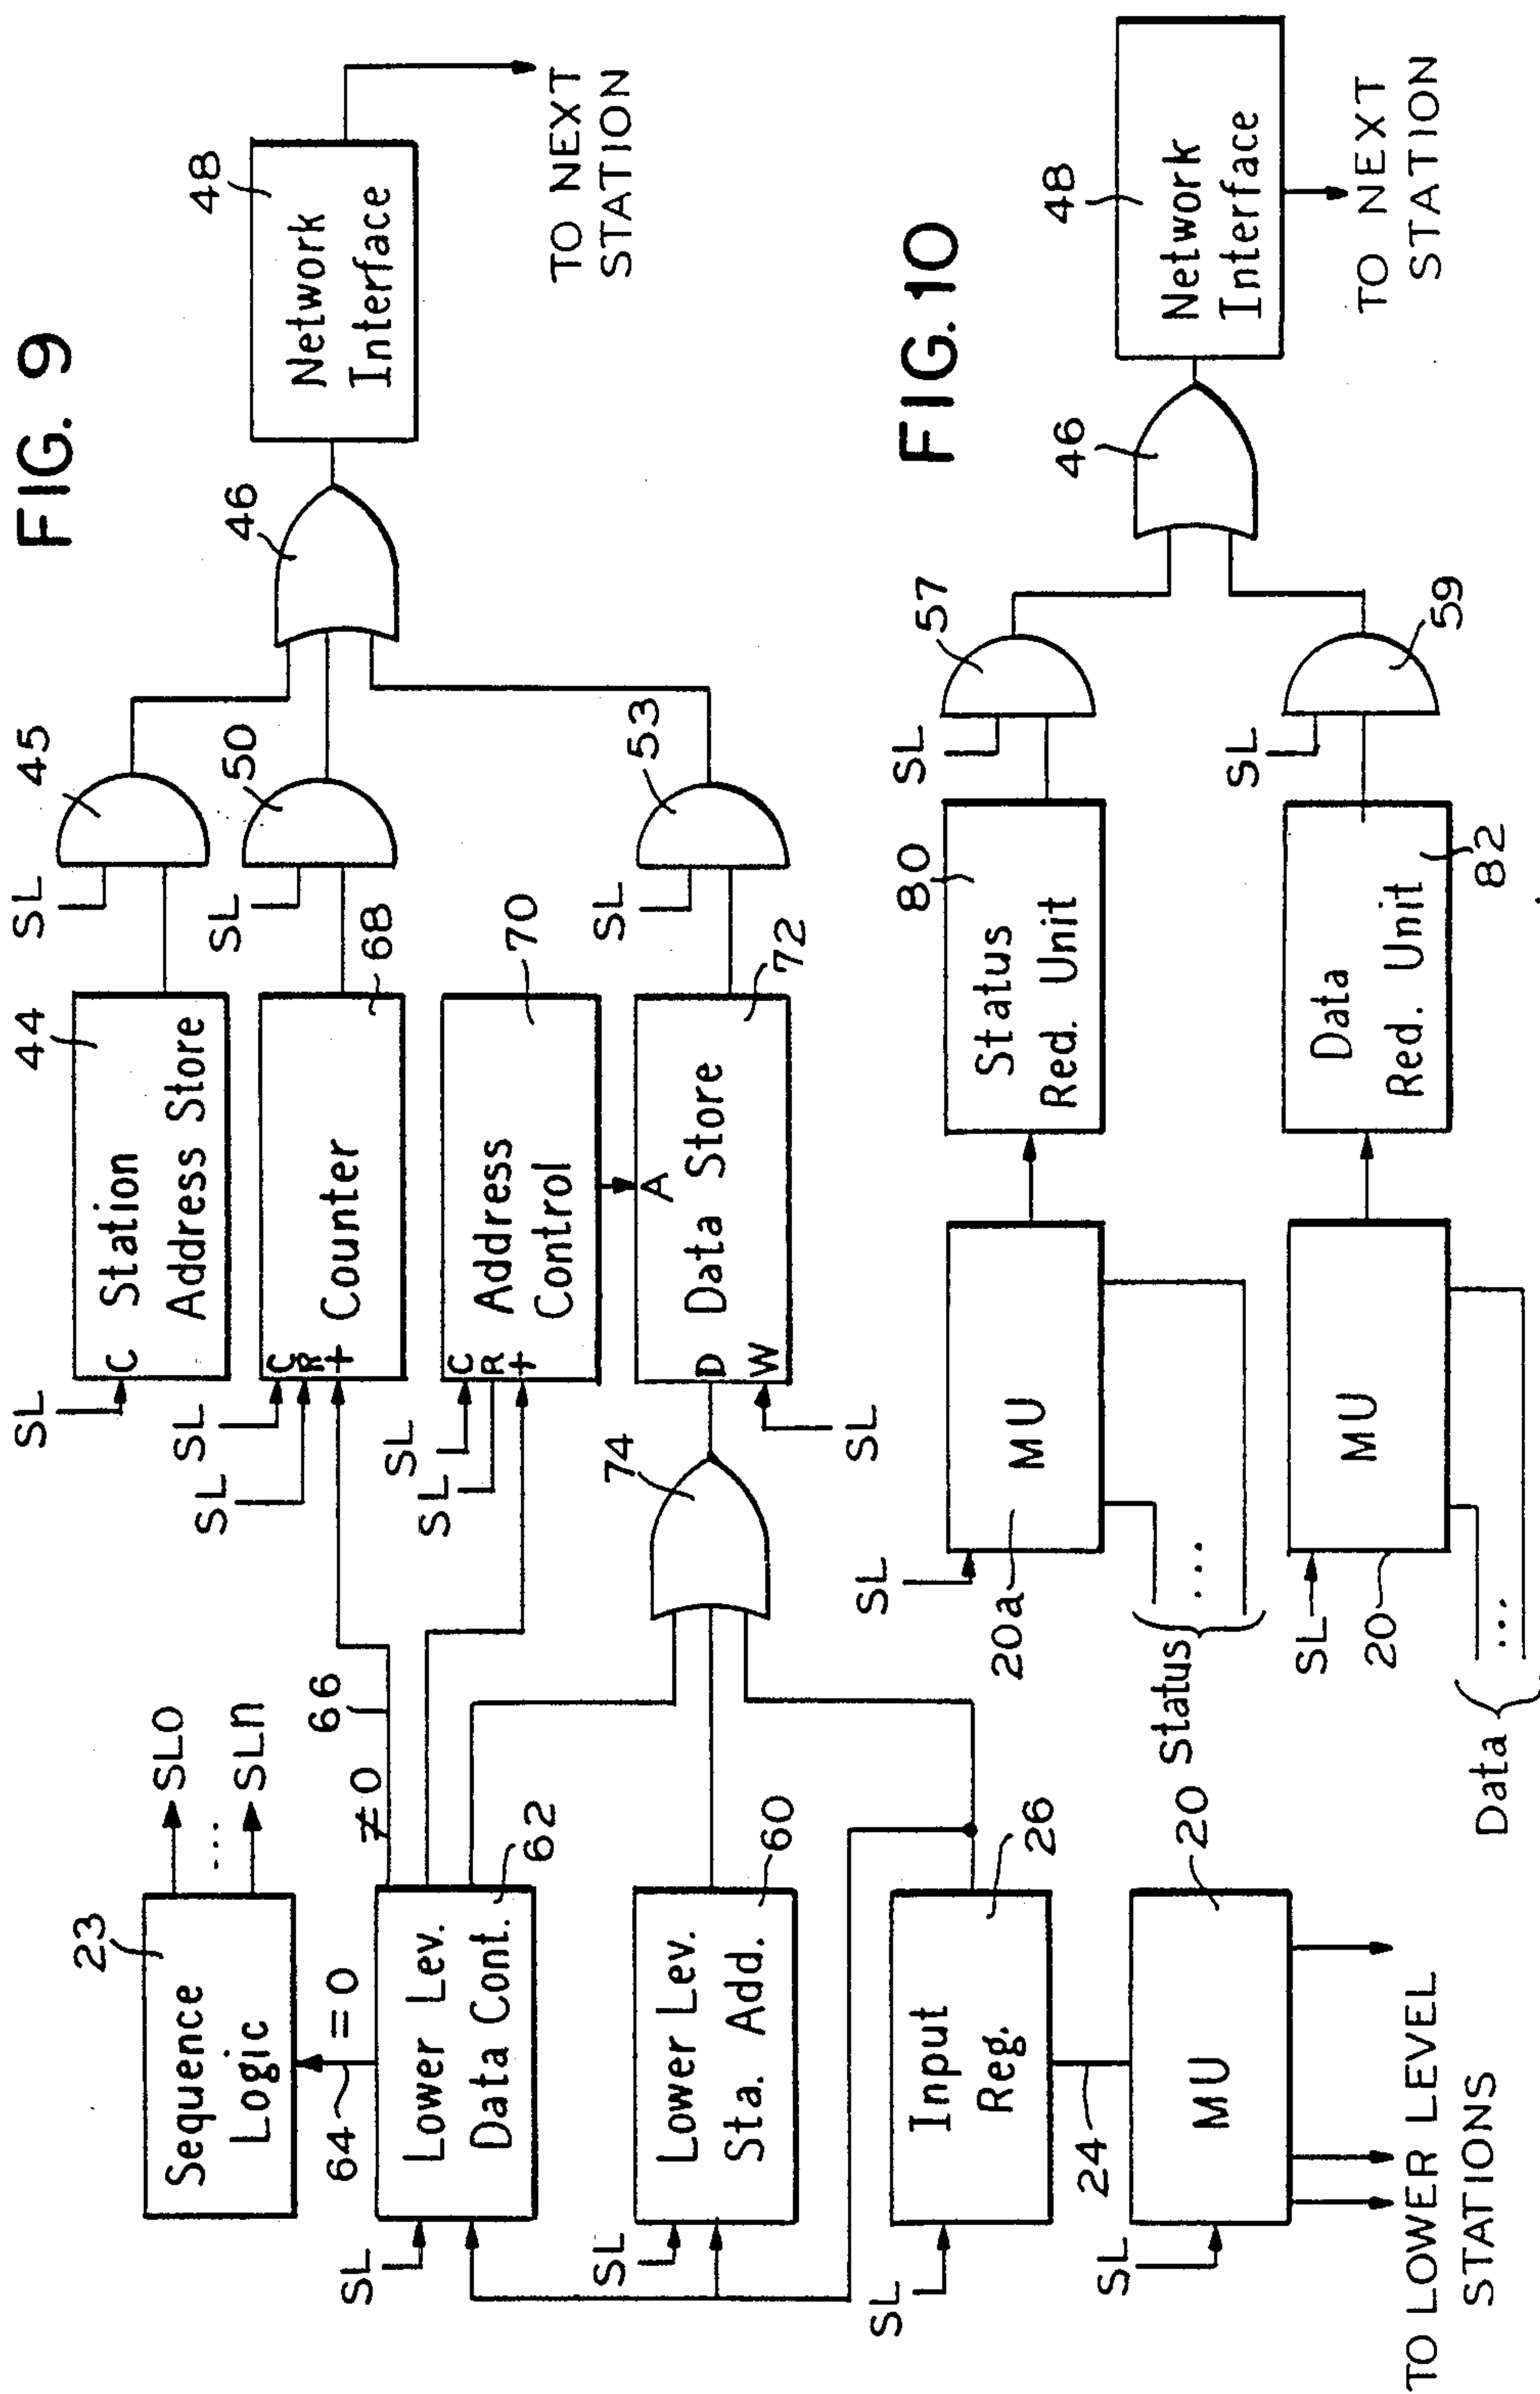 FIG. 9
23
Sequence
Logic
SL0
...
SLn
64
= 0
≠0
66
SL
Lower Lev.
Data Cont.
62
SL
Lower Lev.
Sta. Add.
60
SL
Input
Reg.
26
24
SL
MU
20
TO LOWER LEVEL
STATIONS
74
SL
C
Station
Address Store
44
SL
SL
C
R
+
Counter
68
SL
SL
C
R
+
Address
Control
70
A
D
W
Data Store
72
SL
SL
45
SL
50
SL
53
46
48
Network
Interface
TO NEXT
STATION
FIG. 10
SL
MU
20a
...
Status
SL
MU
20
...
Data
80
Status
Red. Unit
Data
Red. Unit
82
SL
57
SL
59
46
48
Network
Interface
TO NEXT
STATION